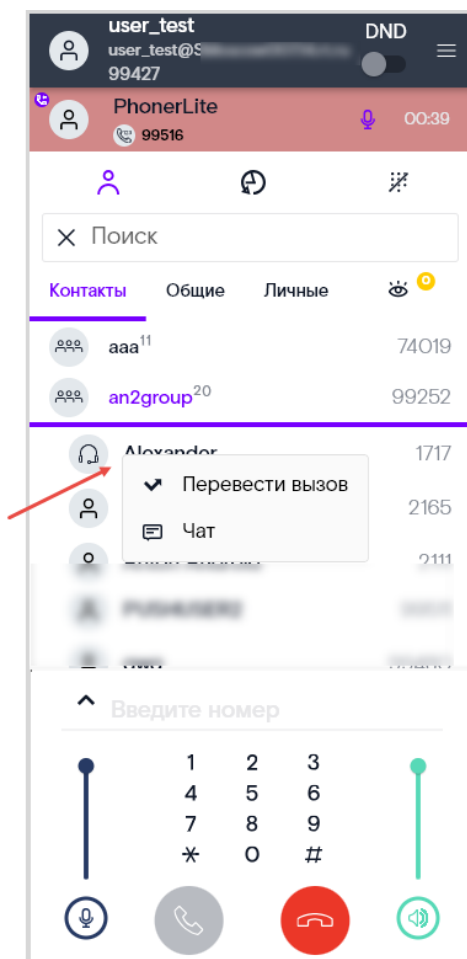 user_test
DND
user_test@S
99427
PhonerLite
99516
00:39
Поиск
Контакты Общие Личные 0
aaa11 74019
an2group20 99252
Alexander 1717
Перевести вызов
2165
Чат
2111
Введите номер
1 2 3
4 5 6
7 8 9
* 0 #